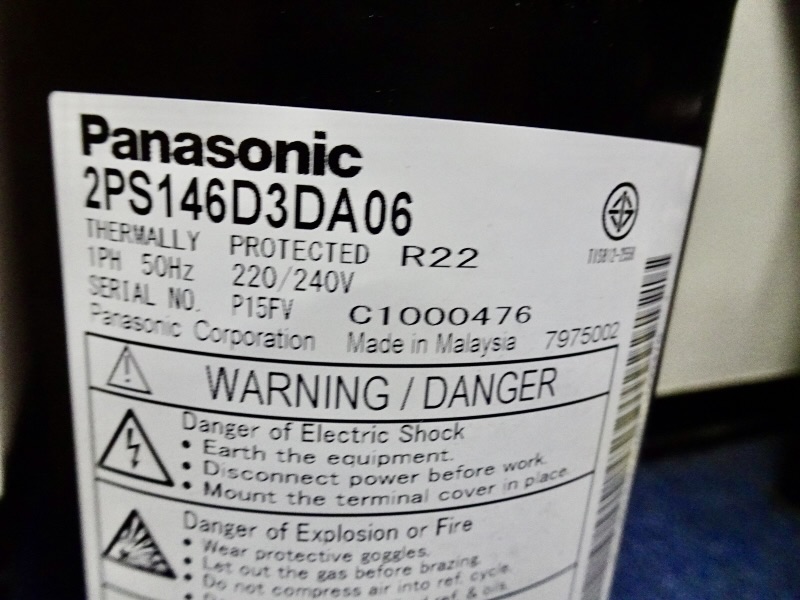 Panasonic
2PS146D3DA06
THERMALLY PROTECTED R22
1PH 50Hz 220/240V
SERIAL NO. P15FV C1000476
Panasonic Corporation Made in Malaysia 7975002
WARNING / DANGER
Danger of Electric Shock
• Earth the equipment.
• Disconnect power before work.
• Mount the terminal cover in place.
Danger of Explosion or Fire
• Wear protective goggles.
• Let out the gas before brazing.
• Do not compress air into ref. cycle.
ref. & oil.